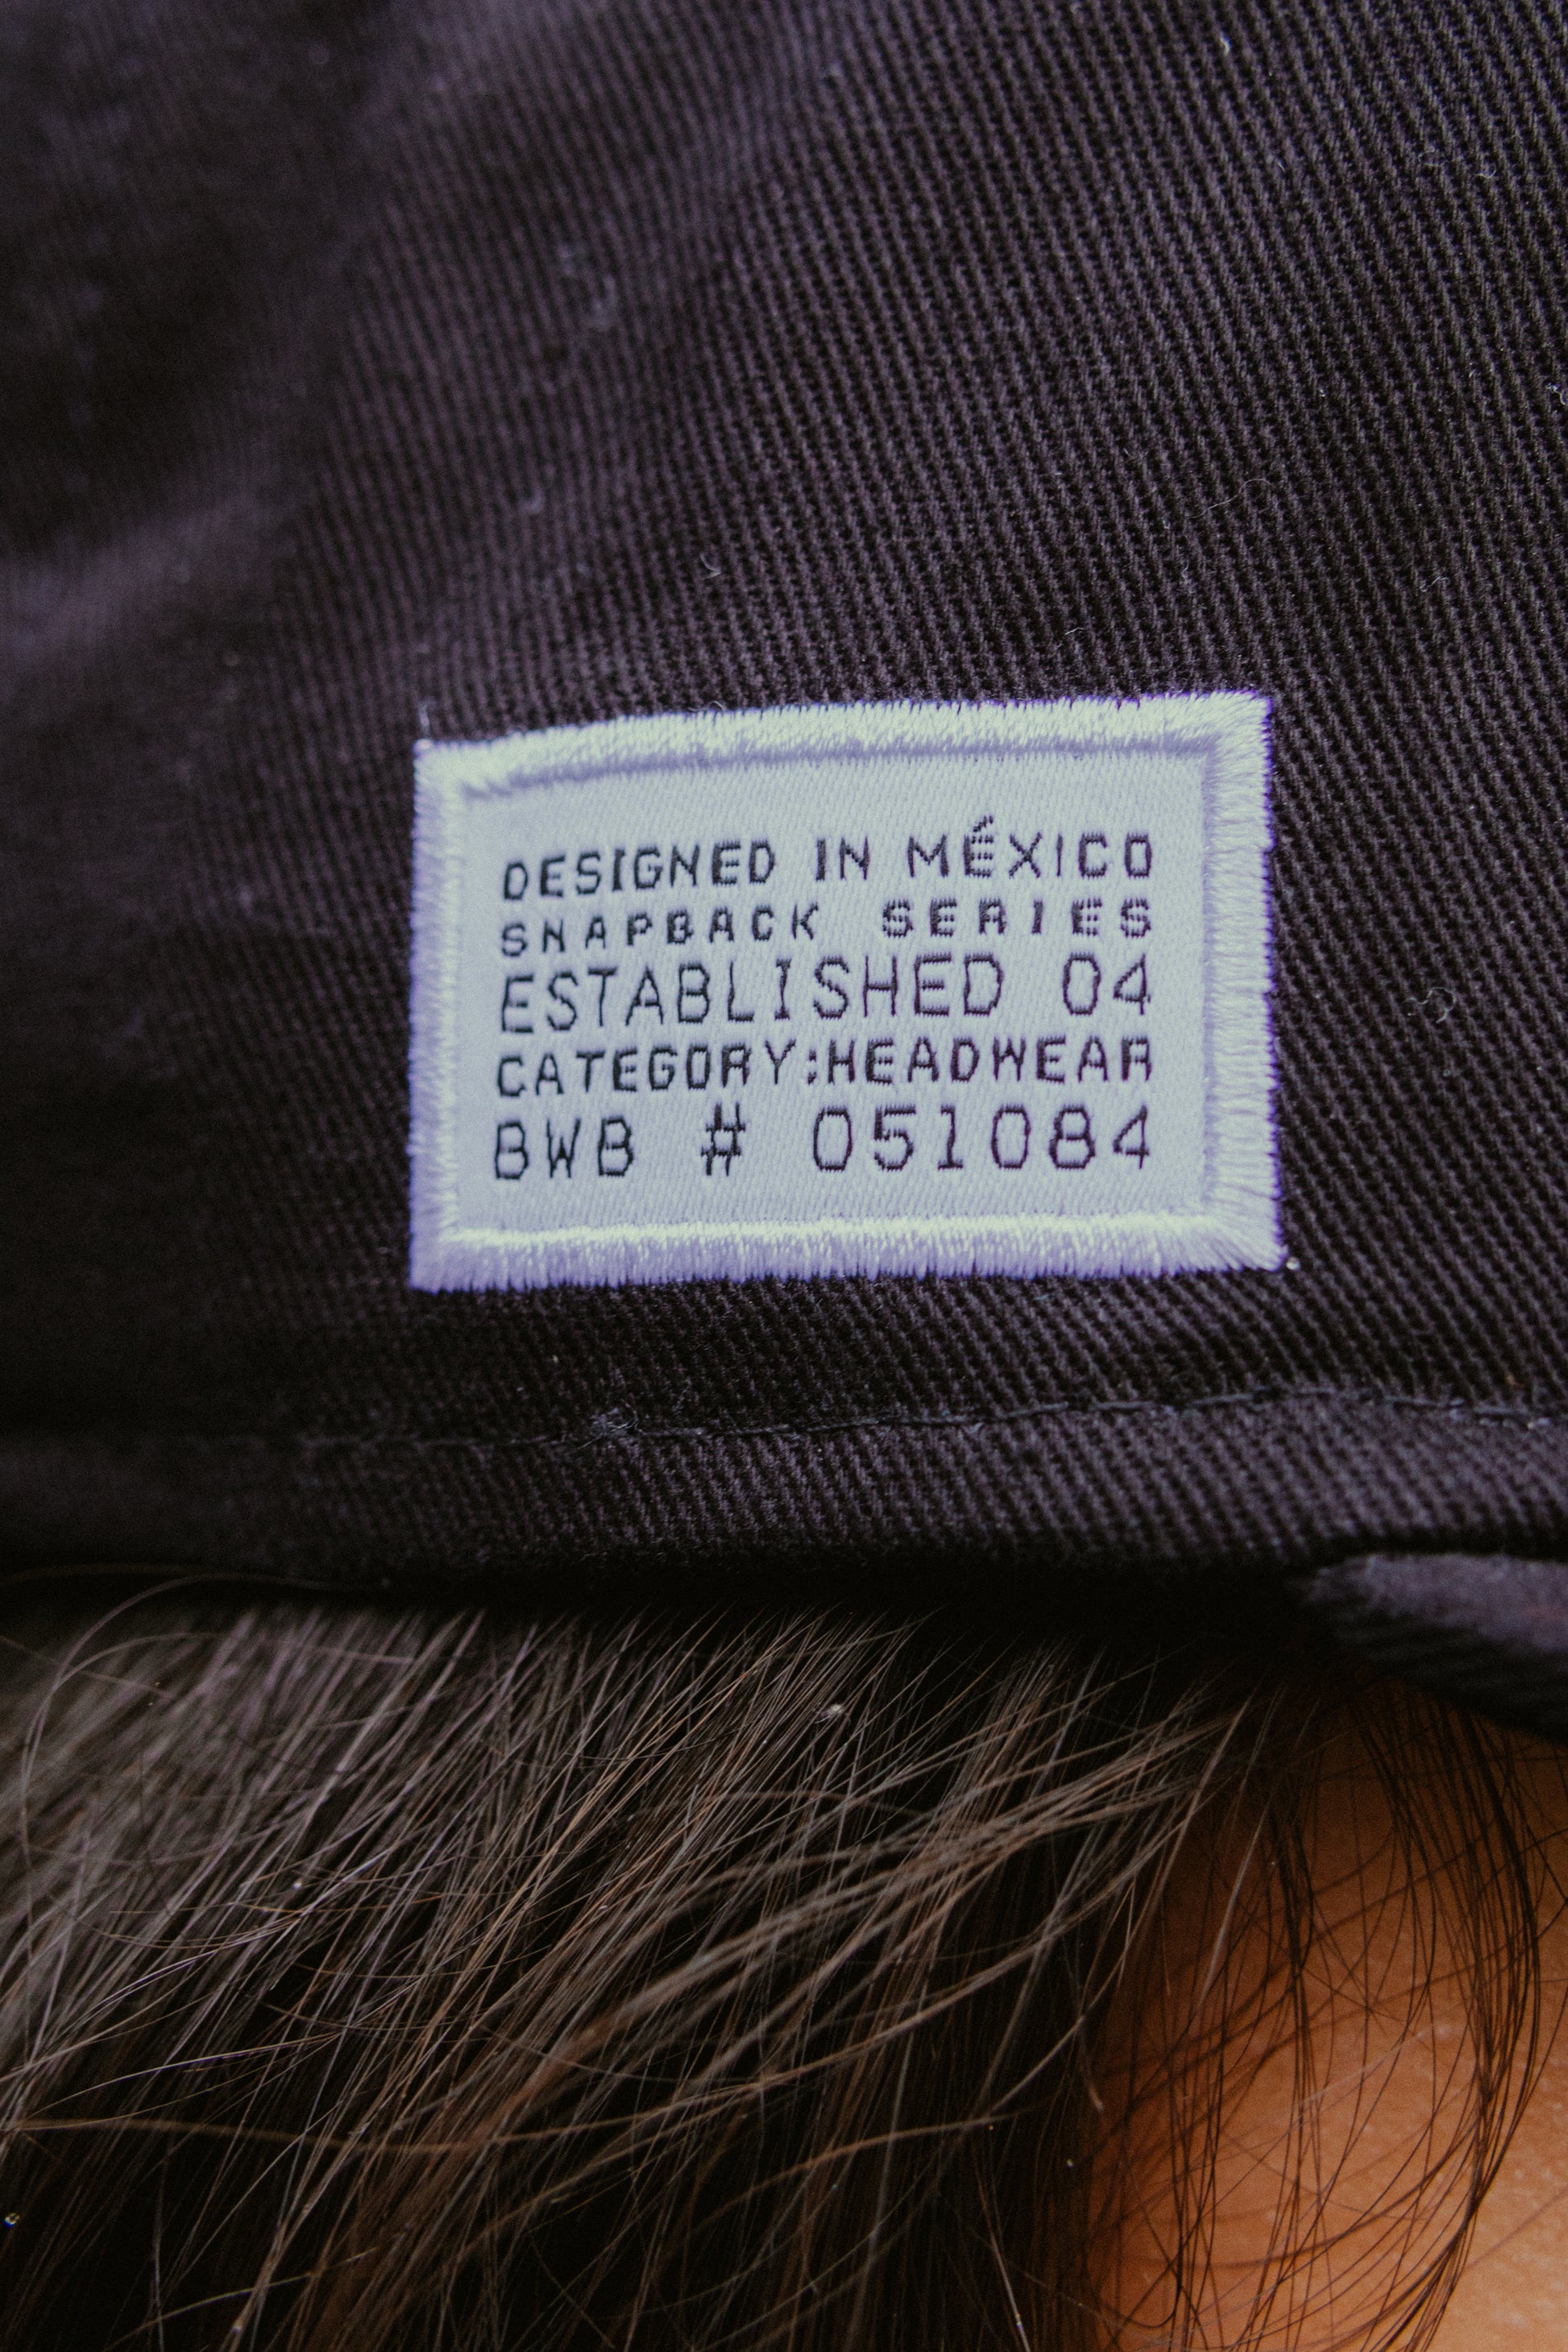 DESIGNED IN MÉXICO
SNAPBACK SERIES
ESTABLISHED 04
CATEGORY:HEADWEAR
BWB # 051084